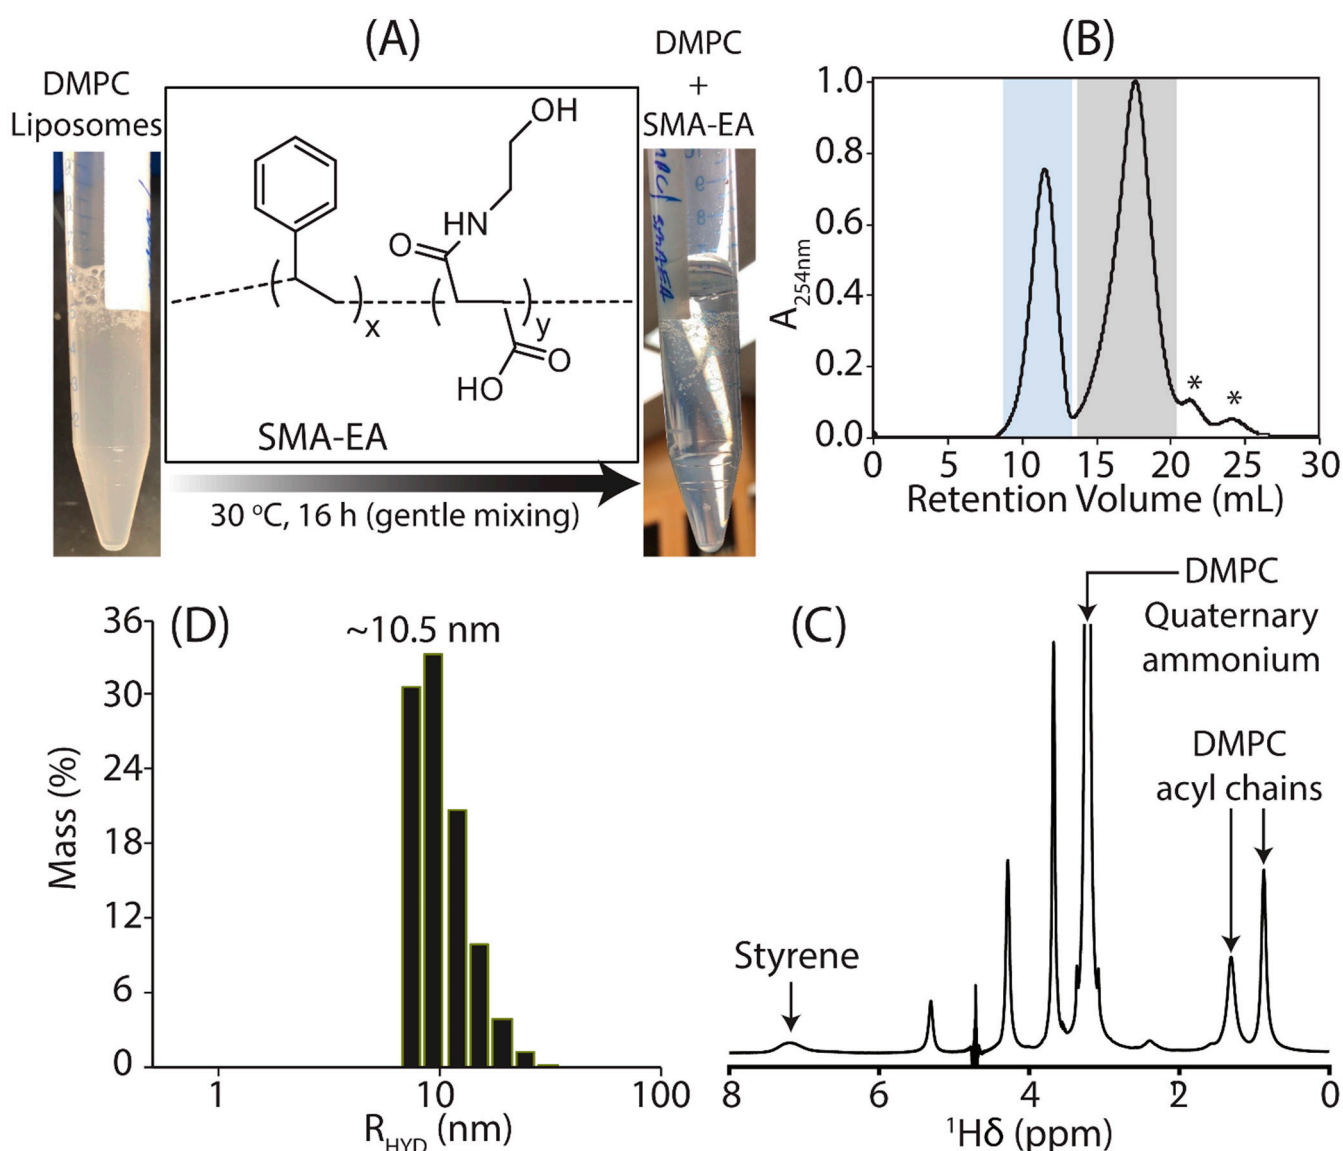 (A)
DMPC
Liposomes
OH
HN
O
x
y
O
HO
SMA-EA
30 °C, 16 h (gentle mixing)
DMPC
+
SMA-EA
(B)
A254nm
1.0
0.8
0.6
0.4
0.2
0.0
* *
0 5 10 15 20 25 30
Retention Volume (mL)
(D)
~10.5 nm
Mass (%)
36
30
24
18
12
6
0
1 10 100
RHYD (nm)
(C)
DMPC
Quaternary
ammonium
DMPC
acyl chains
Styrene
8 6 4 2 0
¹Hδ (ppm)